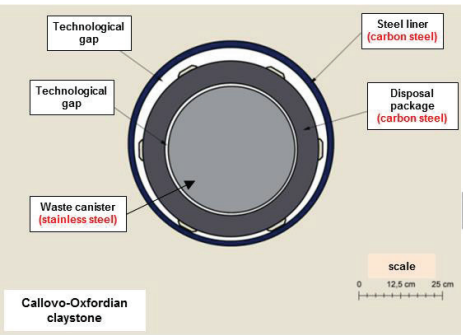 Technological
gap
Steel liner
(carbon steel)
Technological
gap
Disposal
package
(carbon steel)
Waste canister
(stainless steel)
scale
0 12,5 cm 25 cm
Callovo-Oxfordian
claystone